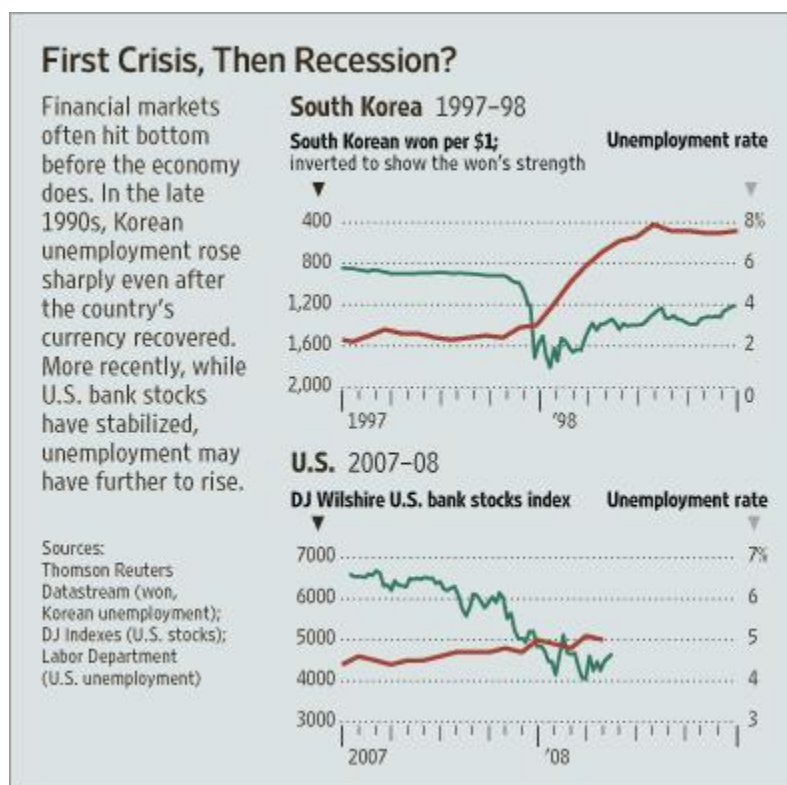 First Crisis, Then Recession?
Financial markets
often hit bottom
before the economy
does. In the late
1990s, Korean
unemployment rose
sharply even after
the country's
currency recovered.
More recently, while
U.S. bank stocks
have stabilized,
unemployment may
have further to rise.
Sources:
Thomson Reuters
Datastream (won,
Korean unemployment);
DJ Indexes (U.S. stocks);
Labor Department
(U.S. unemployment)
South Korea 1997–98
South Korean won per $1;
inverted to show the won's strength
Unemployment rate
400
800
1,200
1,600
2,000
8%
6
4
2
0
1997
'98
U.S. 2007–08
DJ Wilshire U.S. bank stocks index
Unemployment rate
7000
6000
5000
4000
3000
7%
6
5
4
3
2007
'08